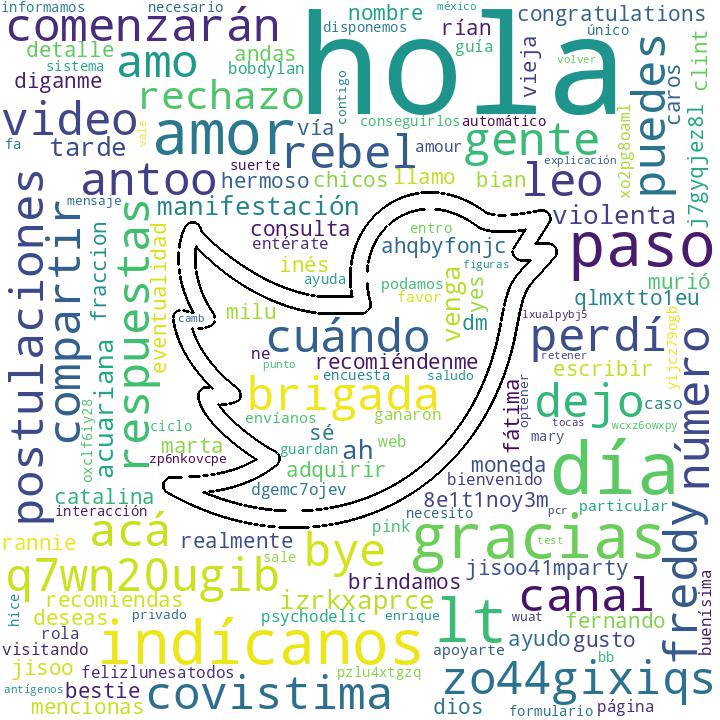 informamos
necesario
méxico
comenzarán
hola
nombre
disponemos
rían
guía
congratulations
único
detalle
amo
andas
vieja
puedes
clint
sistema
bobdylan
contigo
volver
caros
diganme
rechazo
xo2pg8oaml
j7gyqjez8l
video
amor
vía
conseguirlos
automático
gente
vale
fa
tarde
rebel
amour
explicación
suerte
antoo
hermoso
chicos
llamo
bian
leo
postulaciones
mensaje
compartir
respuestas
manifestación
violenta
fraccion
eventualidad
consulta
entérate
entro
ahqbyfonjc
paso
inés
ayuda
podamos
figuras
venga
yes
murió
favor
qlmxtto1eu
camb
milu
dm
lxualpybj5
número
cuándo
perdí
yijcz79ogb
acuariana
ne
recomiéndenme
retener
punto
encuesta
saludo
escribir
brigada
fátima
obtener
dejo
caso
oxclf6iy28
ciclo
envíanos
ganaron
tocas
wcxz6owxpy
marta
sé
ah
web
mary
zp6nkovcpe
guardan
adquirir
moneda
día
bienvenido
catalina
dgemc7ojev
8e1t1noy3m
particular
interacción
necesito
pcr
freddy
acá
pink
gracias
rannie
realmente
bye
test
sale
q7wn20ugib
brindamos
jisoo41mparty
buenísima
recomiendas
izrkxaprce
canal
hice
deseas
psychodelic
enrique
lt
wuat
fernando
rola
privado
indícanos
ayudo
gusto
visitando
apoyarte
jisoo
felizlunesatodos
pzlu4xtgzq
bb
zo44gixiqs
antígenos
bestie
covistima
mencionas
dios
formulario
página